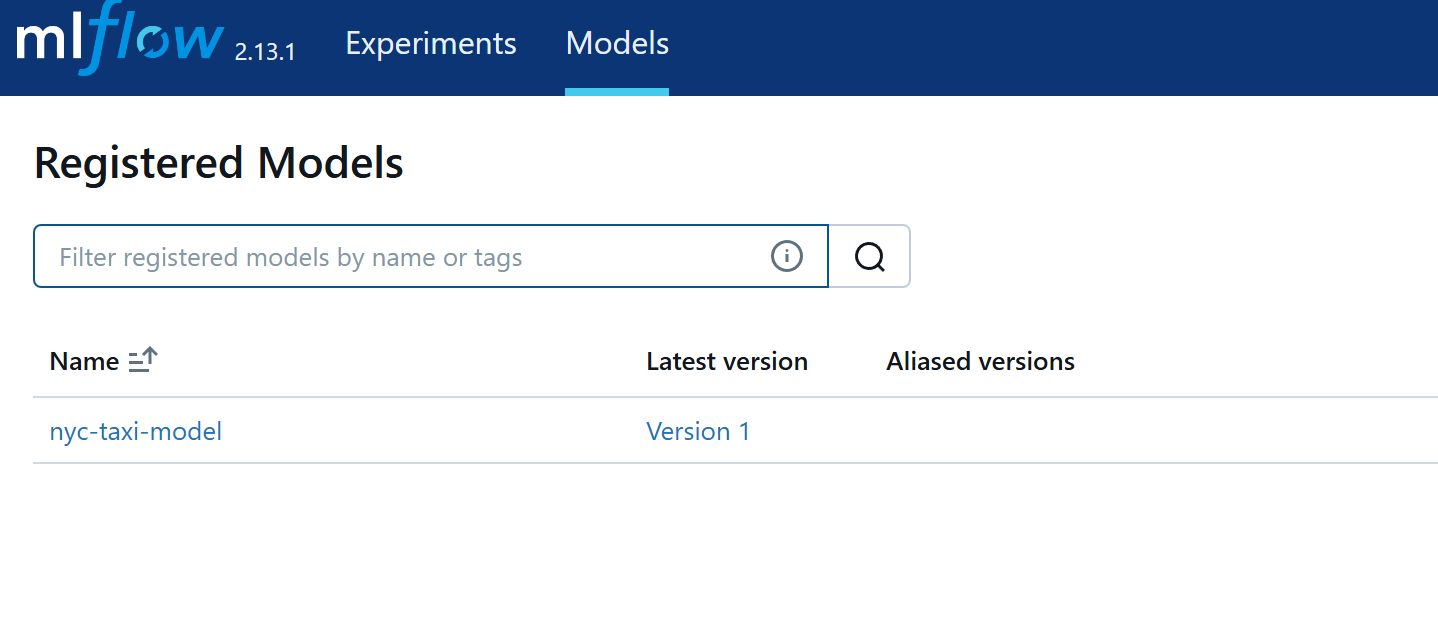 mlflow 2.13.1 Experiments Models
Registered Models
Filter registered models by name or tags
Name Latest version Aliased versions
nyc-taxi-model Version 1